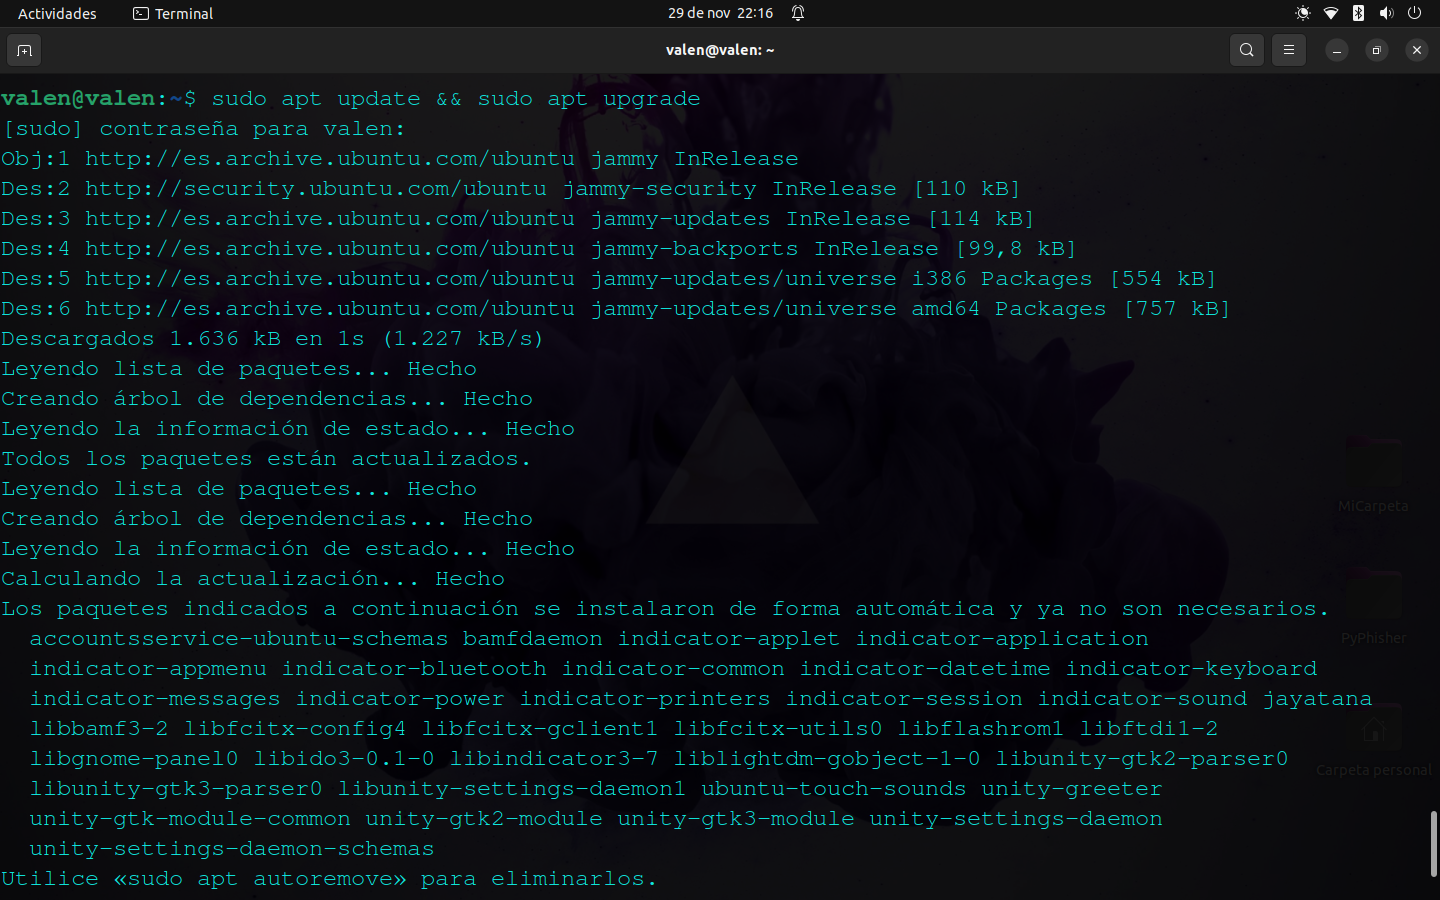 Actividades
Terminal
29 de nov 22:16
valen@valen: ~
valen@valen:~$ sudo apt update && sudo apt upgrade
[sudo] contraseña para valen:
Obj:1 http://es.archive.ubuntu.com/ubuntu jammy InRelease
Des:2 http://security.ubuntu.com/ubuntu jammy-security InRelease [110 kB]
Des:3 http://es.archive.ubuntu.com/ubuntu jammy-updates InRelease [114 kB]
Des:4 http://es.archive.ubuntu.com/ubuntu jammy-backports InRelease [99,8 kB]
Des:5 http://es.archive.ubuntu.com/ubuntu jammy-updates/universe i386 Packages [554 kB]
Des:6 http://es.archive.ubuntu.com/ubuntu jammy-updates/universe amd64 Packages [757 kB]
Descargados 1.636 kB en 1s (1.227 kB/s)
Leyendo lista de paquetes... Hecho
Creando árbol de dependencias... Hecho
Leyendo la información de estado... Hecho
Todos los paquetes están actualizados.
Leyendo lista de paquetes... Hecho
Creando árbol de dependencias... Hecho
Leyendo la información de estado... Hecho
Calculando la actualización... Hecho
Los paquetes indicados a continuación se instalaron de forma automática y ya no son necesarios.
  accountsservice-ubuntu-schemas bamfdaemon indicator-applet indicator-application
  indicator-appmenu indicator-bluetooth indicator-common indicator-datetime indicator-keyboard
  indicator-messages indicator-power indicator-printers indicator-session indicator-sound jayatana
  libbamf3-2 libfcitx-config4 libfcitx-gclient1 libfcitx-utils0 libflashrom1 libftdi1-2
  libgnome-panel0 libido3-0.1-0 libindicator3-7 liblightdm-gobject-1-0 libunity-gtk2-parser0
  libunity-gtk3-parser0 libunity-settings-daemon1 ubuntu-touch-sounds unity-greeter
  unity-gtk-module-common unity-gtk2-module unity-gtk3-module unity-settings-daemon
  unity-settings-daemon-schemas
Utilice «sudo apt autoremove» para eliminarlos.
MiCarpeta
PyPhisher
Carpeta personal